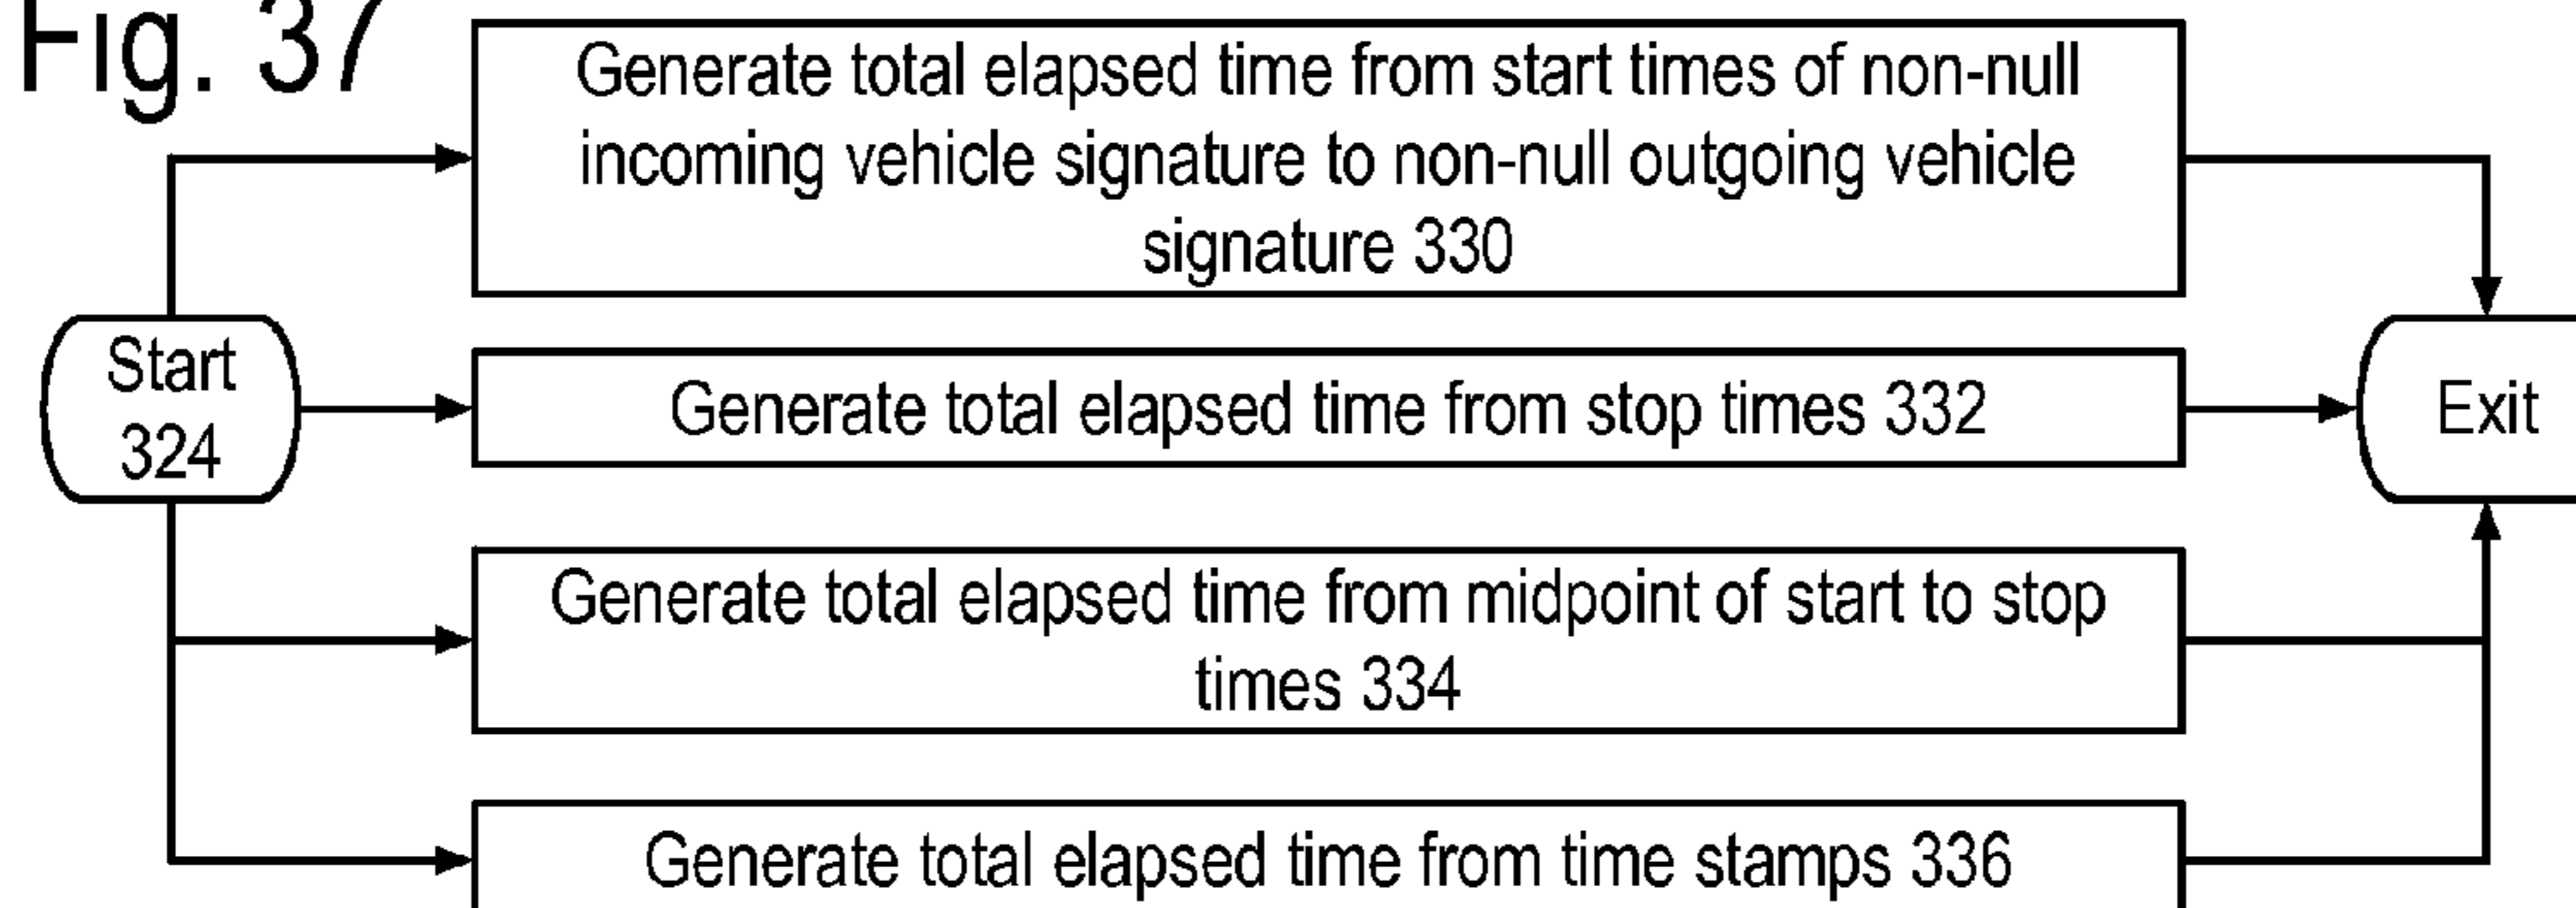 Fig. 37
Generate total elapsed time from start times of non-null
incoming vehicle signature to non-null outgoing vehicle
signature 330
Start
324
Generate total elapsed time from stop times 332
Exit
Generate total elapsed time from midpoint of start to stop
times 334
Generate total elapsed time from time stamps 336